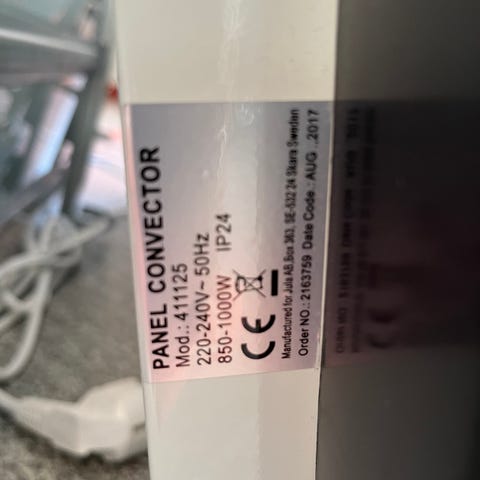 PANEL CONVECTOR
Mod.: 411125
220-240V~ 50Hz
850-1000W IP24
CE
Manufactured for Jula AB, Box 363, SE-532 24 Skara Sweden
Order NO.: 2163759 Date Code.: AUG .,2017